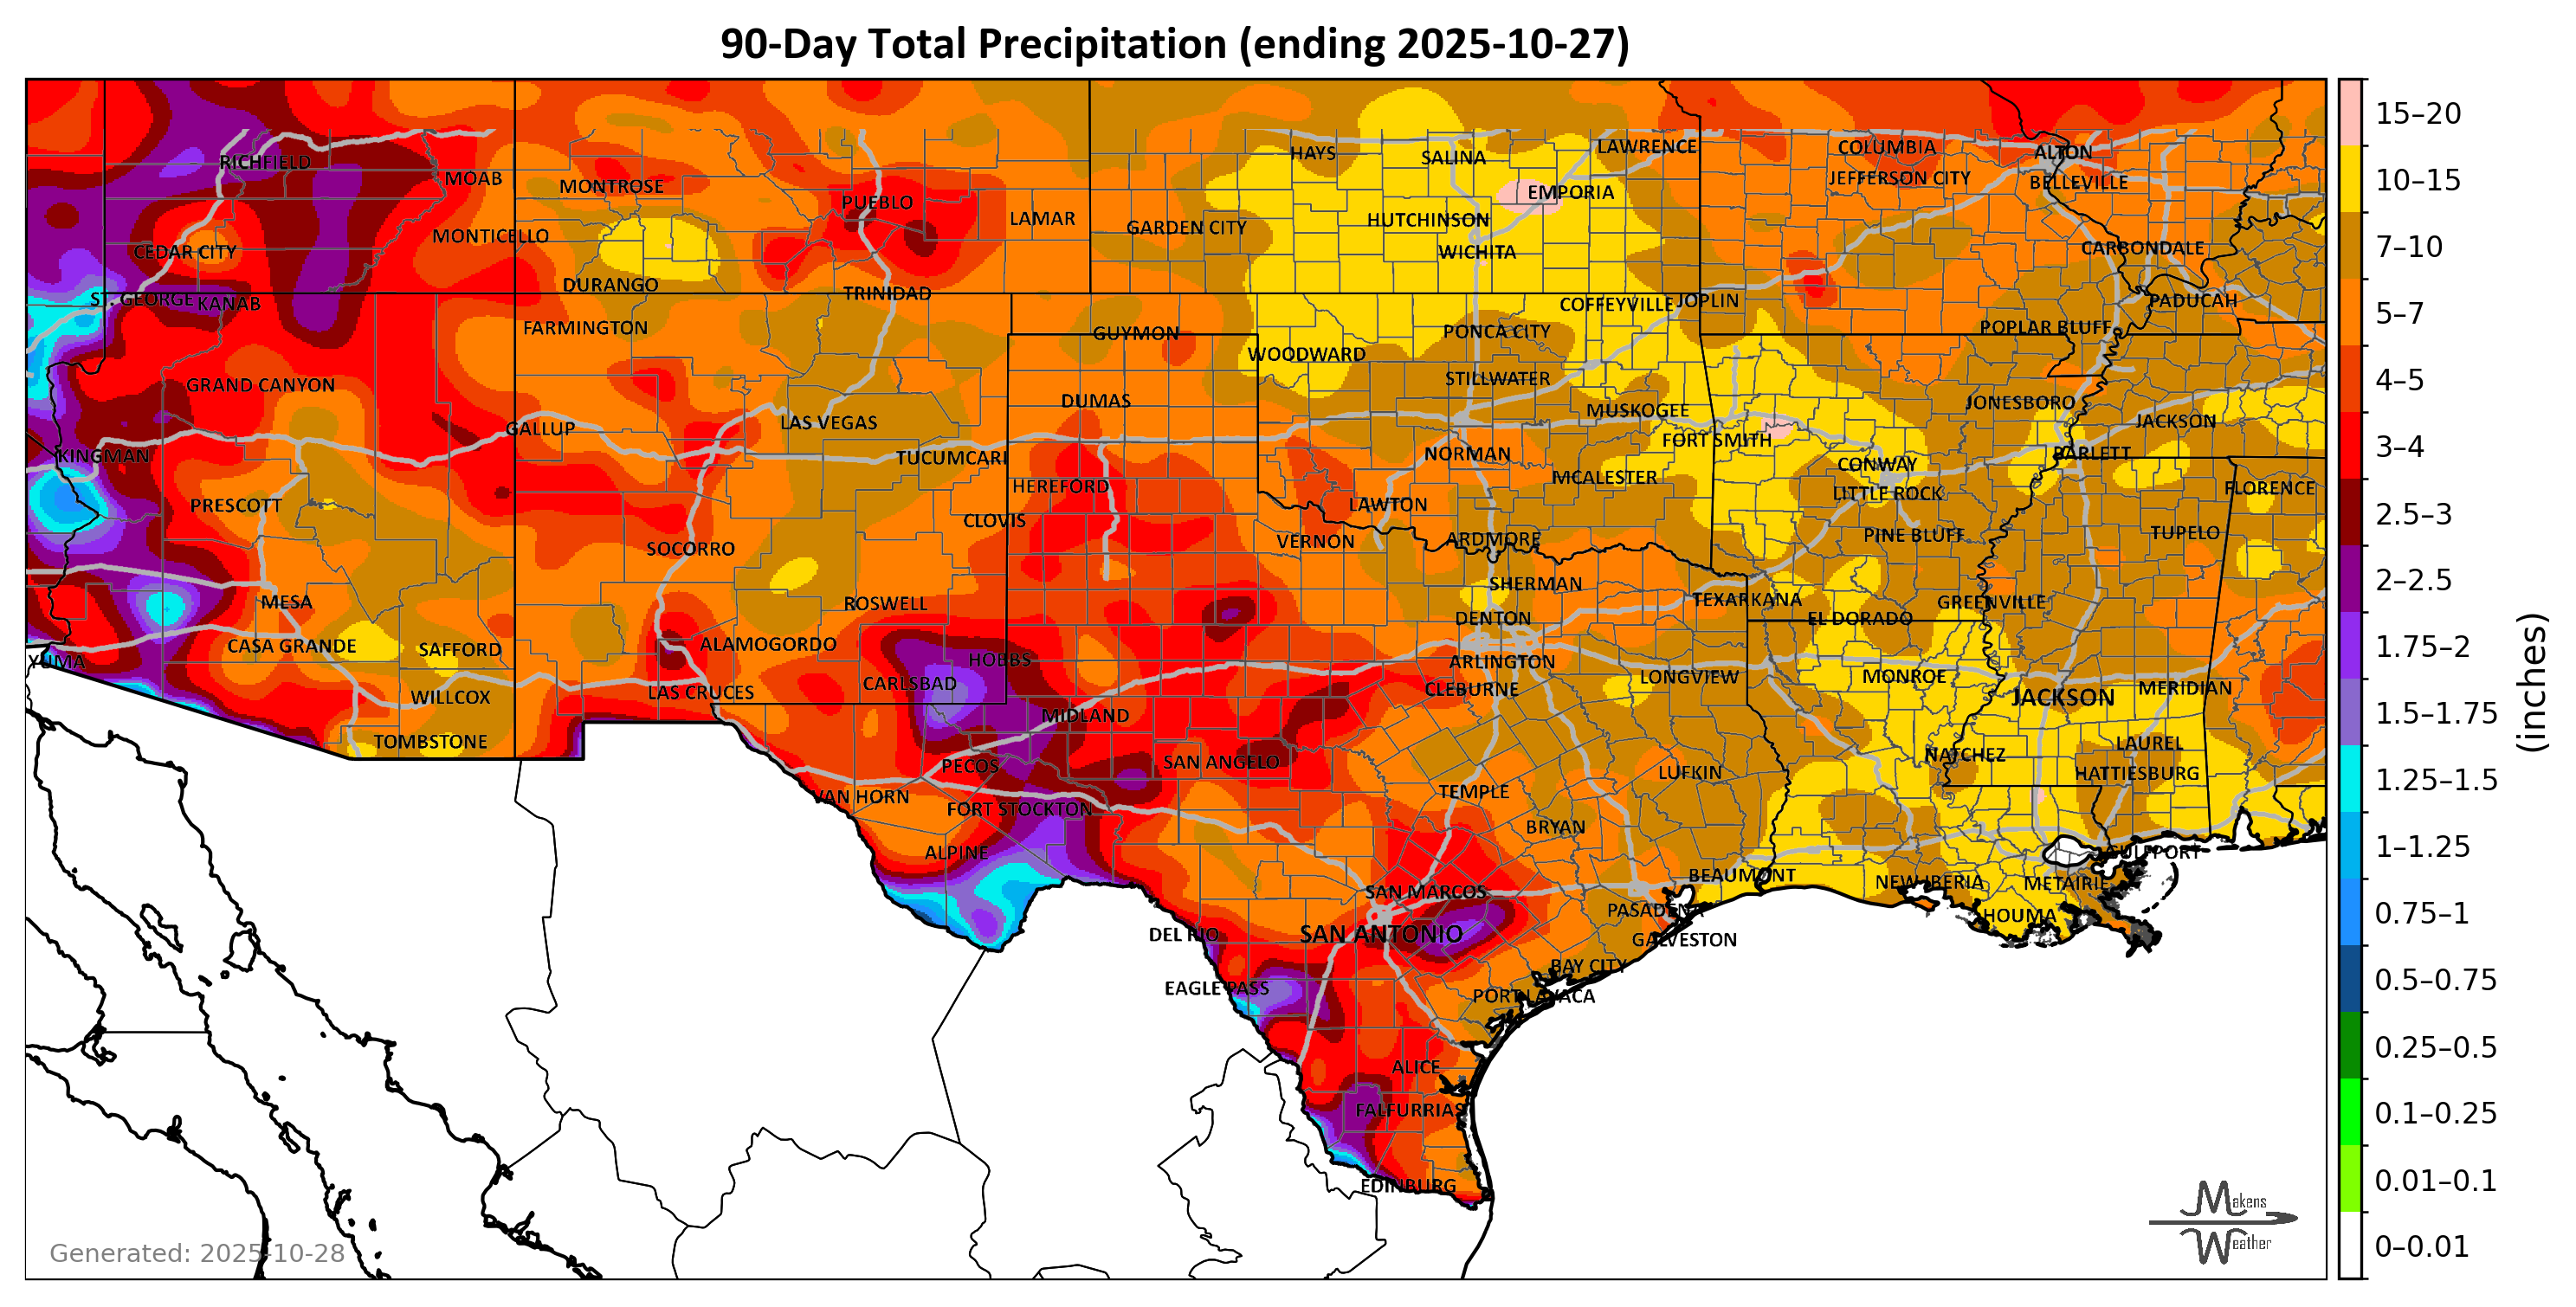 90-Day Total Precipitation (ending 2025-10-27)
RICHFIELD
MOAB
MONTROSE
PUEBLO
LAMAR
HAYS
SALINA
LAWRENCE
COLUMBIA
ALTON
JEFFERSON CITY
BELLEVILLE
EMPORIA
GARDEN CITY
HUTCHINSON
WICHITA
MONTICELLO
CEDAR CITY
CARBONDALE
DURANGO
TRINIDAD
ST. GEORGE
KANAB
COFFEYVILLE
JOPLIN
PADUCAH
FARMINGTON
GUYMON
PONCA CITY
POPLAR BLUFF
WOODWARD
STILLWATER
GRAND CANYON
DUMAS
MUSKOGEE
JONESBORO
JACKSON
GALLUP
LAS VEGAS
FORT SMITH
KINGMAN
TUCUMCARI
NORMAN
BARLETT
CONWAY
MCALESTER
HEREFORD
LITTLE ROCK
FLORENCE
PRESCOTT
LAWTON
CLOVIS
PINE BLUFF
TUPELO
SOCORRO
VERNON
ARDMORE
SHERMAN
MESA
ROSWELL
TEXARKANA
GREENVILLE
DENTON
EL DORADO
CASA GRANDE
SAFFORD
ALAMOGORDO
HOBBS
ARLINGTON
YUMA
CARLSBAD
CLEBURNE
LONGVIEW
MONROE
MERIDIAN
WILLCOX
LAS CRUCES
JACKSON
MIDLAND
TOMBSTONE
LAUREL
NATCHEZ
PECOS
SAN ANGELO
LUFKIN
HATTIESBURG
VAN HORN
FORT STOCKTON
TEMPLE
BRYAN
ALPINE
GULFPORT
BEAUMONT
NEW IBERIA
METAIRIE
SAN MARCOS
PASADENA
HOUMA
DEL RIO
SAN ANTONIO
GALVESTON
BAY CITY
EAGLE PASS
PORT LAVACA
ALICE
FALFURRIAS
EDINBURG
15–20
10–15
7–10
5–7
4–5
3–4
2.5–3
2–2.5
1.75–2
1.5–1.75
1.25–1.5
1–1.25
0.75–1
0.5–0.75
0.25–0.5
0.1–0.25
0.01–0.1
0–0.01
(inches)
Generated: 2025-10-28
Makens
Weather